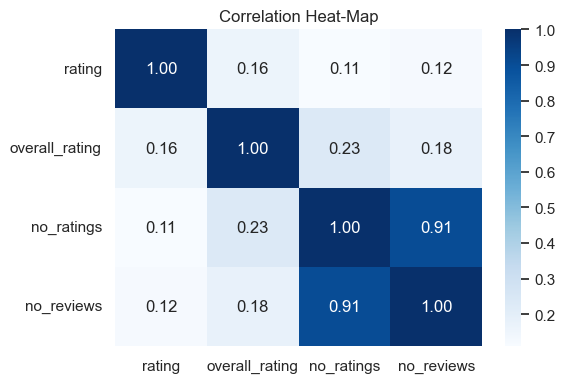 Correlation Heat-Map
rating 1.00 0.16 0.11 0.12
overall_rating 0.16 1.00 0.23 0.18
no_ratings 0.11 0.23 1.00 0.91
no_reviews 0.12 0.18 0.91 1.00
rating overall_rating no_ratings no_reviews
1.0
0.9
0.8
0.7
0.6
0.5
0.4
0.3
0.2